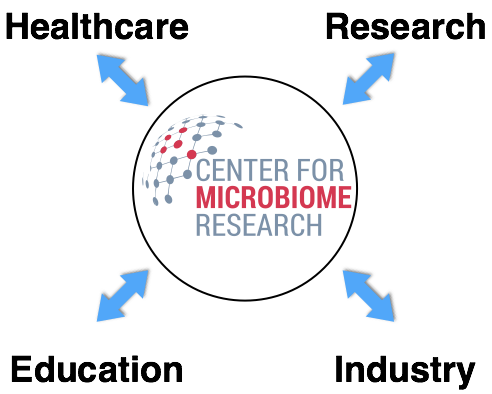 Healthcare
Research
CENTER FOR
MICROBIOME
RESEARCH
Education
Industry